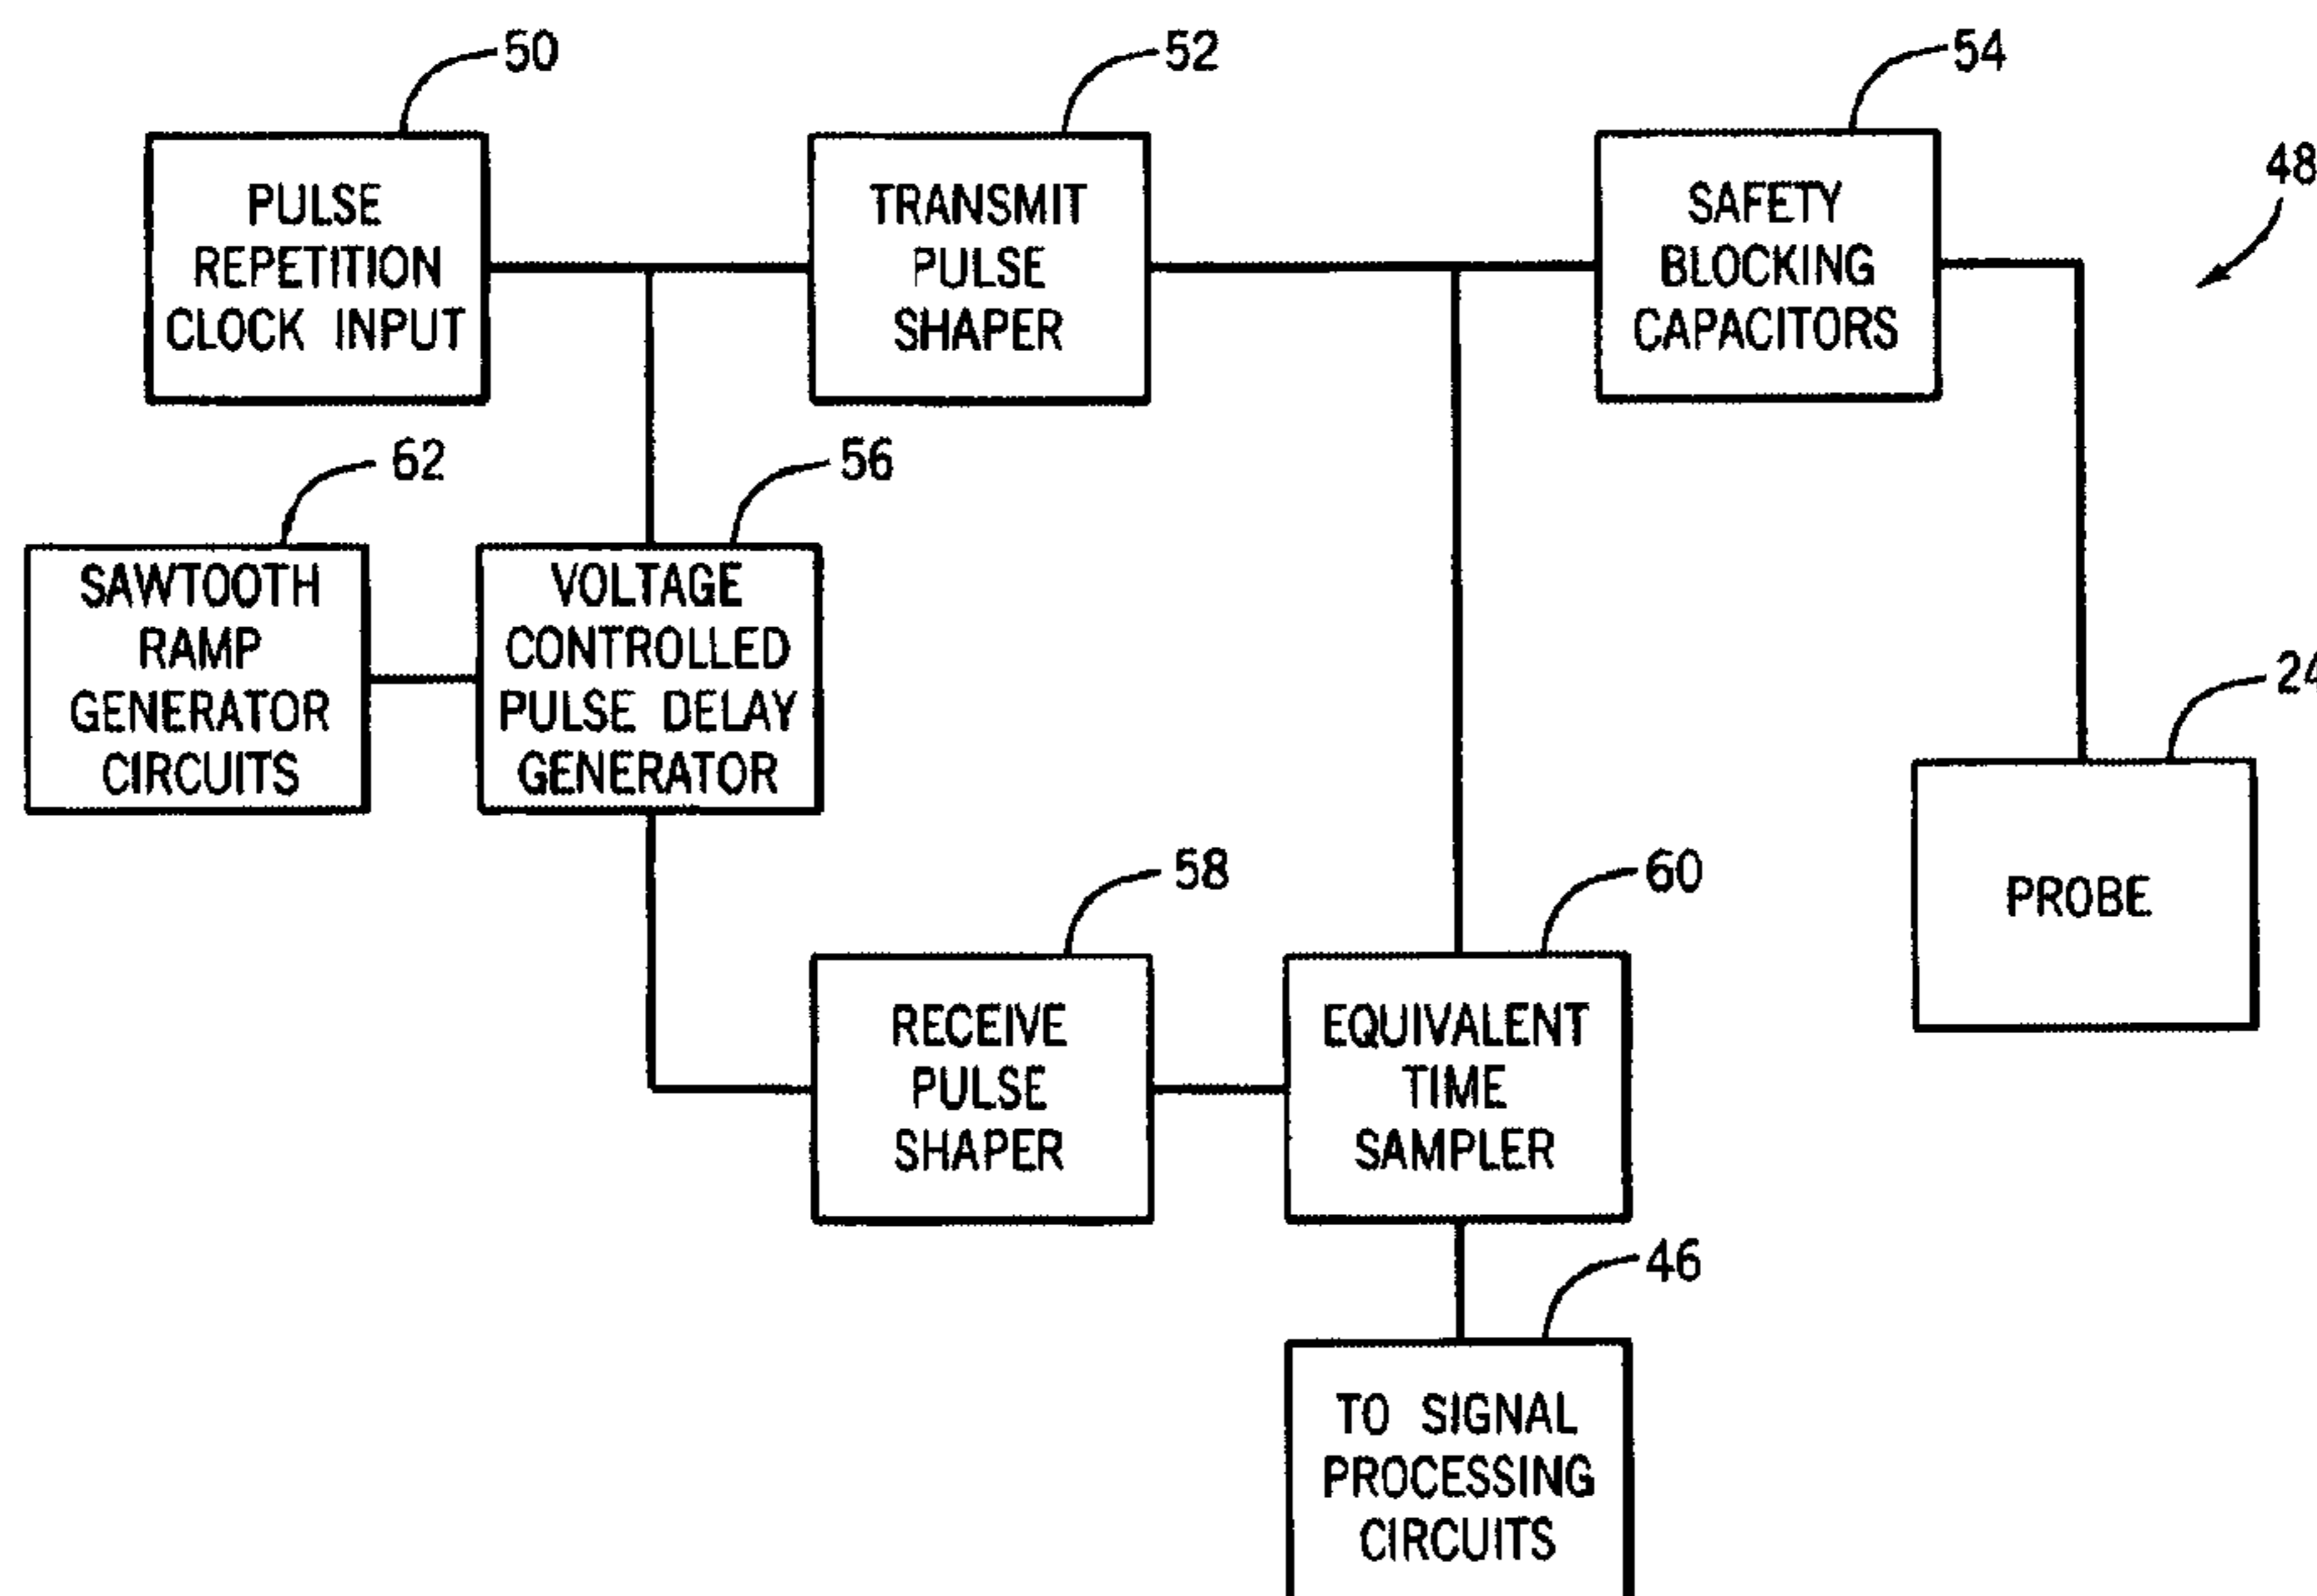 50
52
54
48
PULSE
REPETITION
CLOCK INPUT
TRANSMIT
PULSE
SHAPER
SAFETY
BLOCKING
CAPACITORS
62
56
SAWTOOTH
RAMP
GENERATOR
CIRCUITS
VOLTAGE
CONTROLLED
PULSE DELAY
GENERATOR
24
PROBE
58
60
RECEIVE
PULSE
SHAPER
EQUIVALENT
TIME
SAMPLER
46
TO SIGNAL
PROCESSING
CIRCUITS